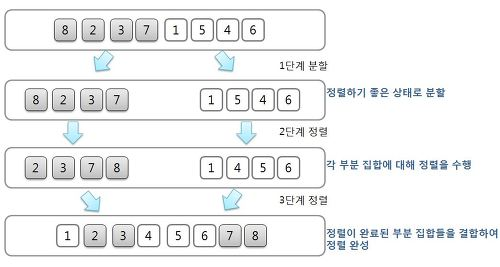 8 2 3 7 1 5 4 6
1단계 분할
8 2 3 7 1 5 4 6
정렬하기 좋은 상태로 분할
2단계 정렬
2 3 7 8 1 4 5 6
각 부분 집합에 대해 정렬을 수행
3단계 정렬
1 2 3 4 5 6 7 8
정렬이 완료된 부분 집합들을 결합하여
정렬 완성